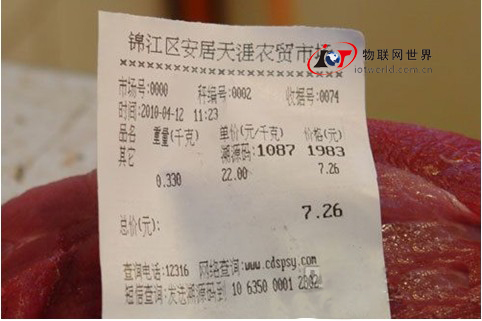 锦江区安居天涯农贸市场
物联网世界
IOT
iotworld.com.cn
市场号:0000 秤编号:0002 收据号:0074
时间:2010-04-12 11:23
品名 重量(千克) 单价(元/千克) 价格(元)
其它 溯源码:1087 1983
0.330 22.00 7.26
总价(元): 7.26
查询电话:12316 网络查询:www.cdspsy.com
短信查询:发送溯源码到 10 6350 0001 2882